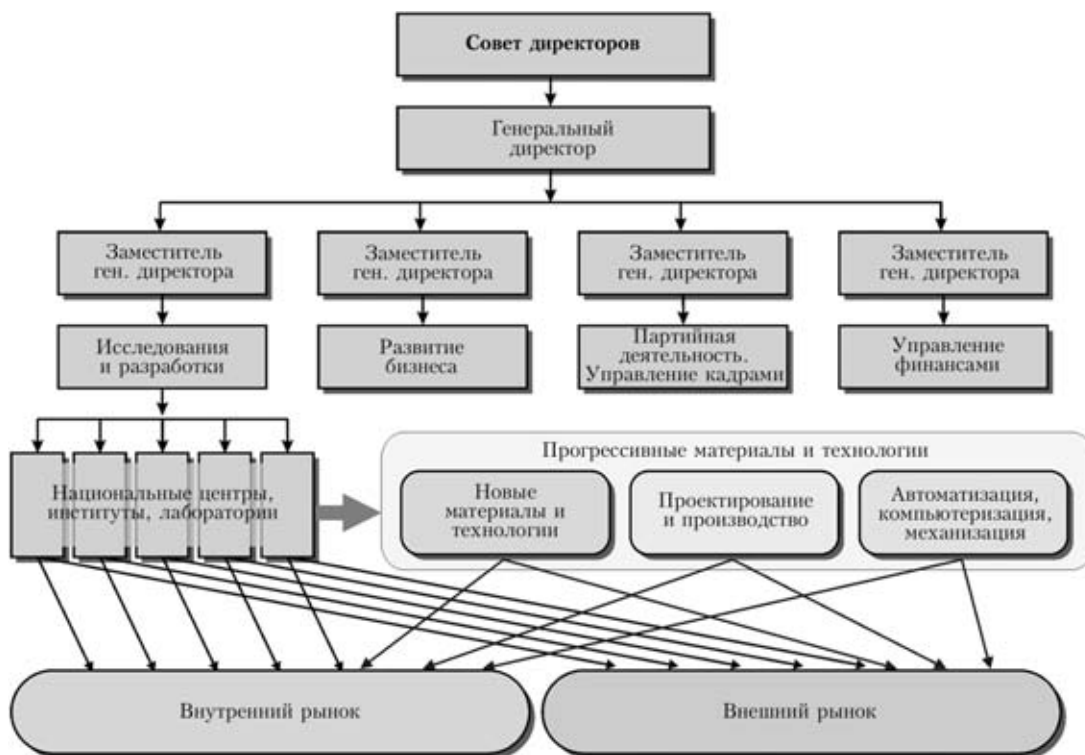 Совет директоров
Генеральный
директор
Заместитель
ген. директора
Заместитель
ген. директора
Заместитель
ген. директора
Заместитель
ген. директора
Исследования
и разработки
Развитие
бизнеса
Партийная
деятельность.
Управление кадрами
Управление
финансами
Национальные центры,
институты, лаборатории
Прогрессивные материалы и технологии
Новые
материалы и
технологии
Проектирование
и производство
Автоматизация,
компьютеризация,
механизация
Внутренний рынок
Внешний рынок